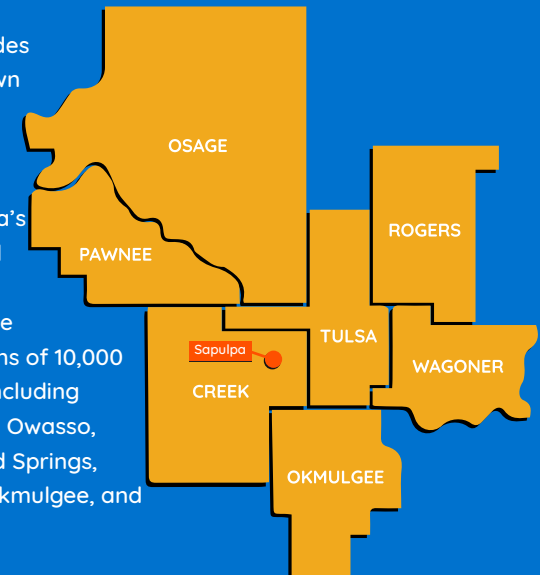 des
wn
a's
e
ns of 10,000
ncluding
Owasso,
d Springs,
kmulgee, and
OSAGE
PAWNEE
ROGERS
TULSA
WAGONER
Sapulpa
CREEK
OKMULGEE